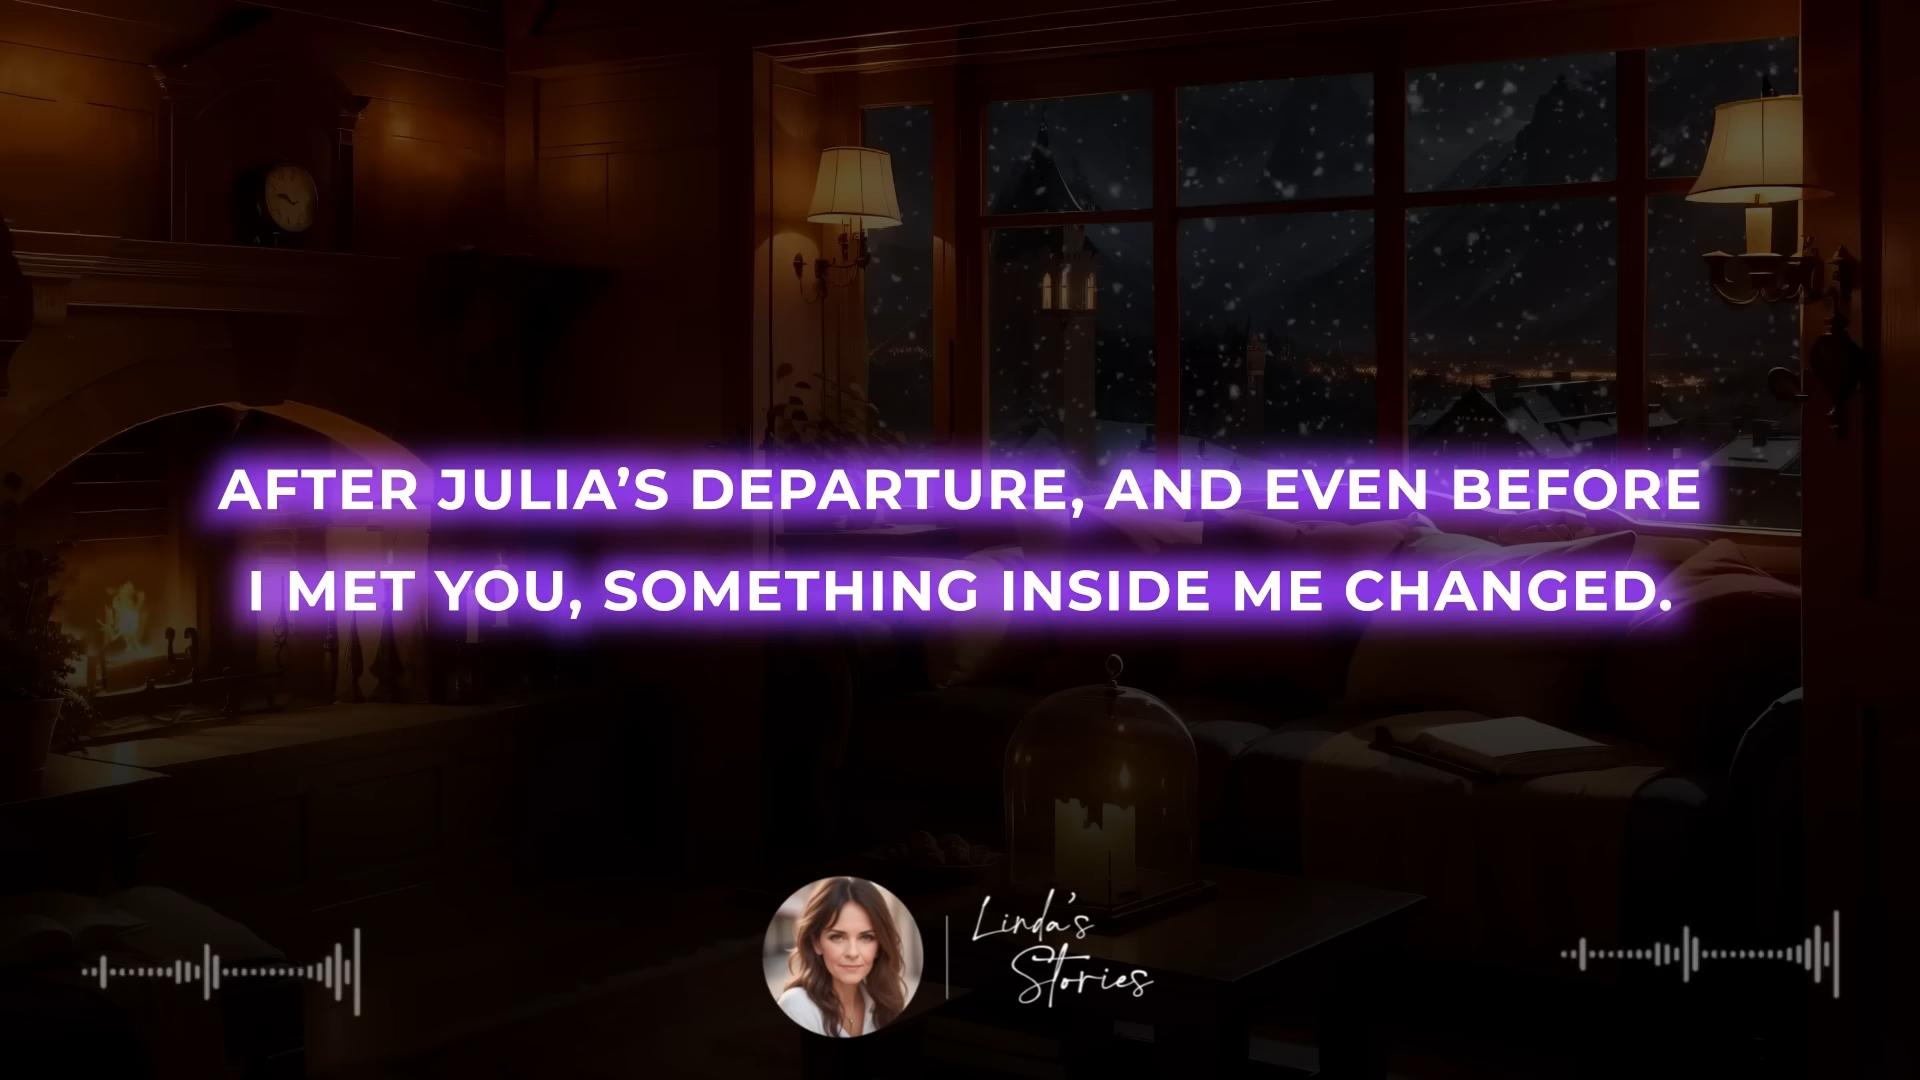 AFTER JULIA’S DEPARTURE, AND EVEN BEFORE
I MET YOU, SOMETHING INSIDE ME CHANGED.
Linda's
Stories